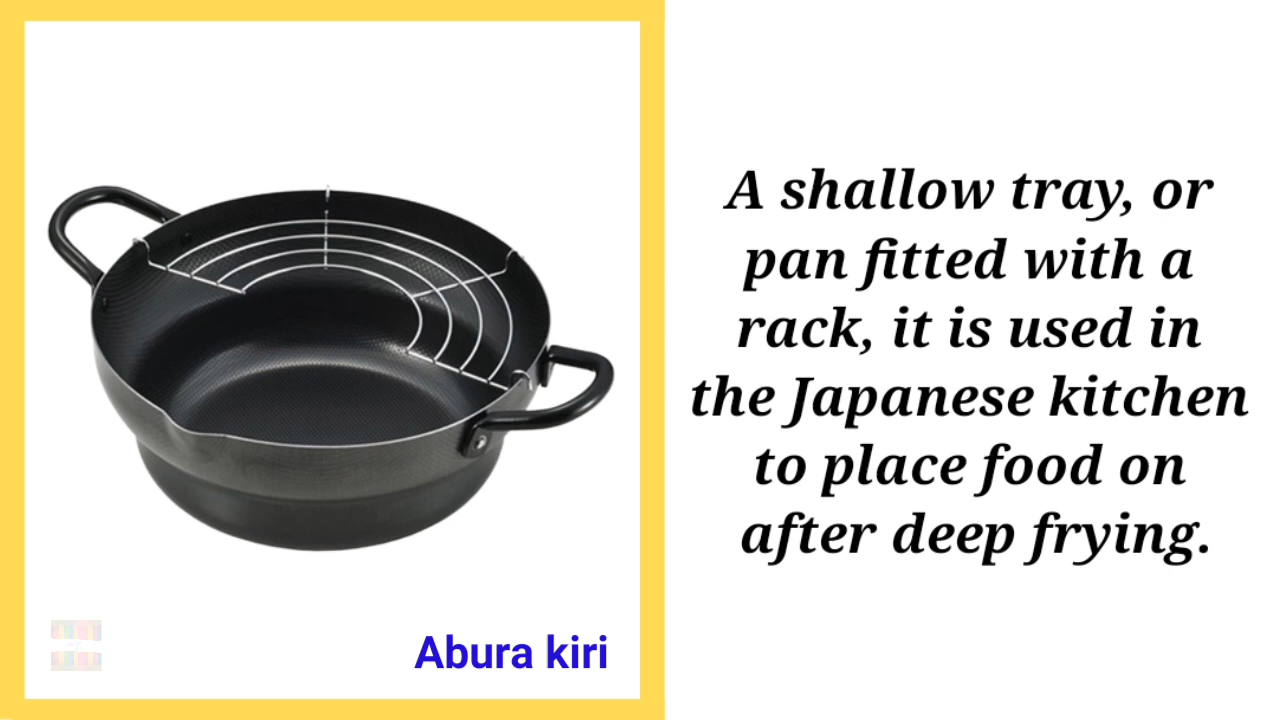 A shallow tray, or
pan fitted with a
rack, it is used in
the Japanese kitchen
to place food on
after deep frying.
Abura kiri